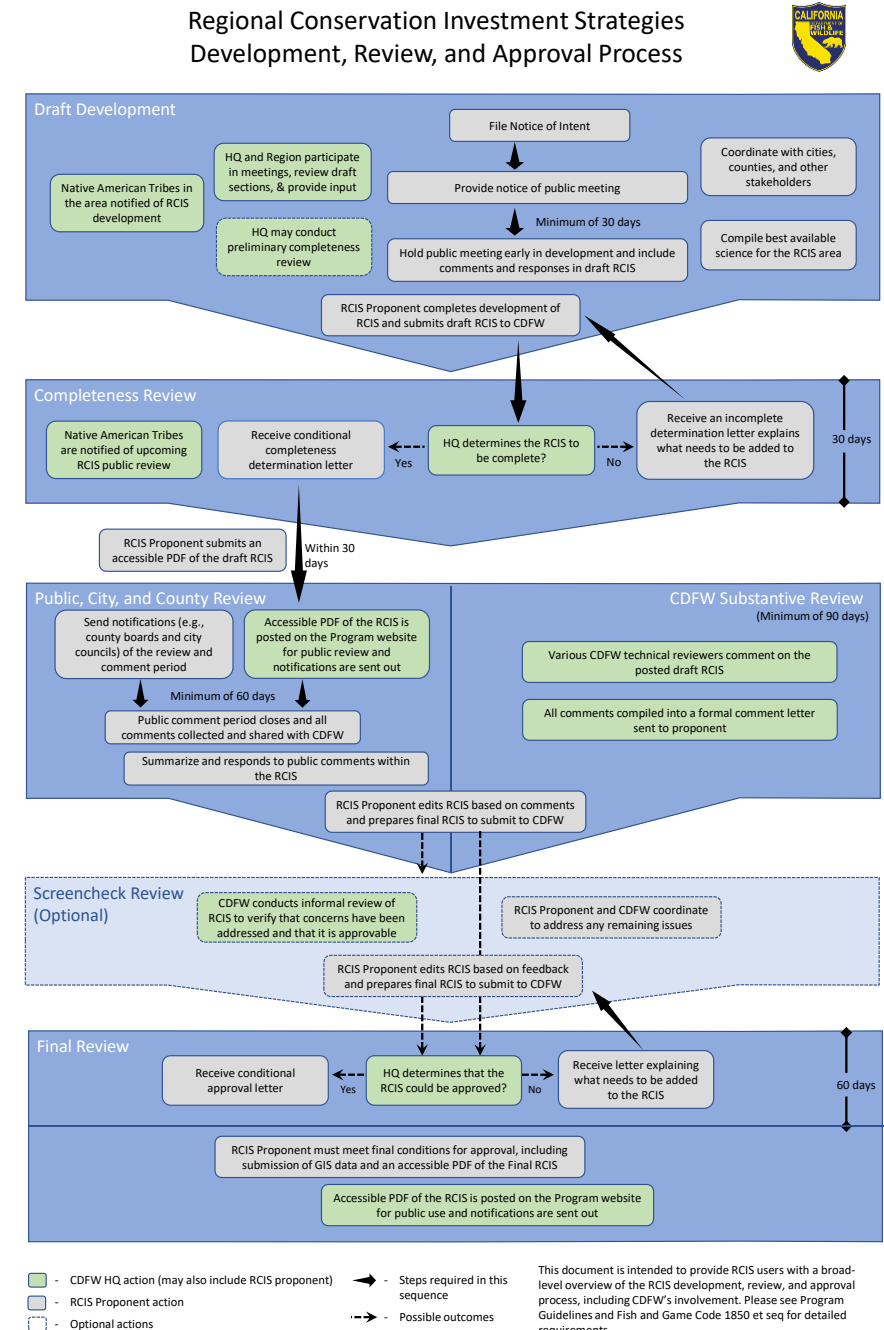 Regional Conservation Investment Strategies
Development, Review, and Approval Process
CALIFORNIA
DEPARTMENT OF
FISH &
WILDLIFE
Draft Development
File Notice of Intent
HQ and Region participate
in meetings, review draft
sections, & provide input
Coordinate with cities,
counties, and other
stakeholders
Native American Tribes in
the area notified of RCIS
development
Provide notice of public meeting
Minimum of 30 days
HQ may conduct
preliminary completeness
review
Hold public meeting early in development and include
comments and responses in draft RCIS
Compile best available
science for the RCIS area
RCIS Proponent completes development of
RCIS and submits draft RCIS to CDFW
Completeness Review
Native American Tribes
are notified of upcoming
RCIS public review
Receive conditional
completeness
determination letter
Yes
HQ determines the RCIS to
be complete?
No
Receive an incomplete
determination letter explains
what needs to be added to
the RCIS
30 days
RCIS Proponent submits an
accessible PDF of the draft RCIS
Within 30
days
Public, City, and County Review
Send notifications (e.g.,
county boards and city
councils) of the review and
comment period
Accessible PDF of the RCIS is
posted on the Program website
for public review and
notifications are sent out
Minimum of 60 days
Public comment period closes and all
comments collected and shared with CDFW
Summarize and responds to public comments within
the RCIS
CDFW Substantive Review
(Minimum of 90 days)
Various CDFW technical reviewers comment on the
posted draft RCIS
All comments compiled into a formal comment letter
sent to proponent
RCIS Proponent edits RCIS based on comments
and prepares final RCIS to submit to CDFW
Screencheck Review
(Optional)
CDFW conducts informal review of
RCIS to verify that concerns have been
addressed and that it is approvable
RCIS Proponent and CDFW coordinate
to address any remaining issues
RCIS Proponent edits RCIS based on feedback
and prepares final RCIS to submit to CDFW
Final Review
Receive conditional
approval letter
Yes
HQ determines that the
RCIS could be approved?
No
Receive letter explaining
what needs to be added
to the RCIS
60 days
RCIS Proponent must meet final conditions for approval, including
submission of GIS data and an accessible PDF of the Final RCIS
Accessible PDF of the RCIS is posted on the Program website
for public use and notifications are sent out
- CDFW HQ action (may also include RCIS proponent)
- RCIS Proponent action
- Optional actions
- Steps required in this
sequence
- Possible outcomes
This document is intended to provide RCIS users with a broad-
level overview of the RCIS development, review, and approval
process, including CDFW's involvement. Please see Program
Guidelines and Fish and Game Code 1850 et seq for detailed
requirements